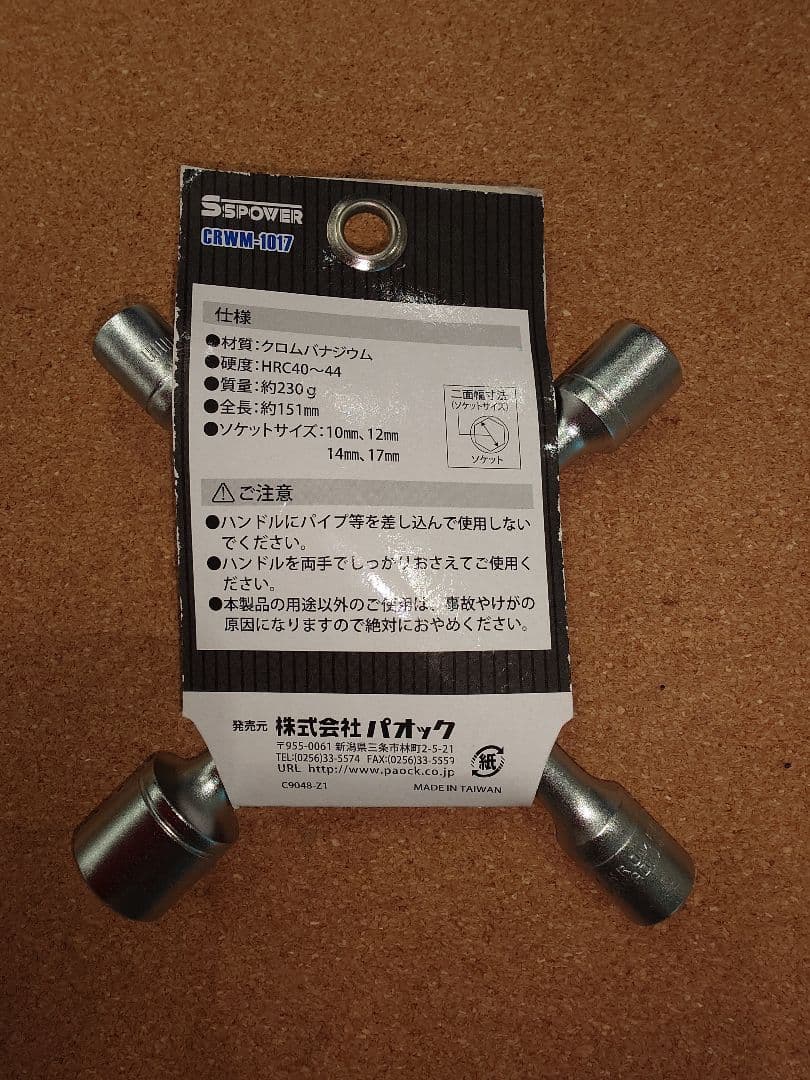 SSPOWER
CRWM-1017
仕様
●材質:クロムバナジウム
●硬度:HRC40～44
●質量:約230g
●全長:約151mm
●ソケットサイズ:10mm、12mm
14mm、17mm
二面幅寸法
(ソケットサイズ)
ソケット
⚠ご注意
●ハンドルにパイプ等を差し込んで使用しない
でください。
●ハンドルを両手でしっかりおさえてご使用く
ださい。
●本製品の用途以外のご使用は、事故やけがの
原因になりますので絶対におやめください。
発売元 株式会社パオック
〒955-0061 新潟県三条市林町2-5-21
TEL:(0256)33-5574 FAX:(0256)33-5559
URL http://www.paock.co.jp
紙
C9048-Z1 MADE IN TAIWAN